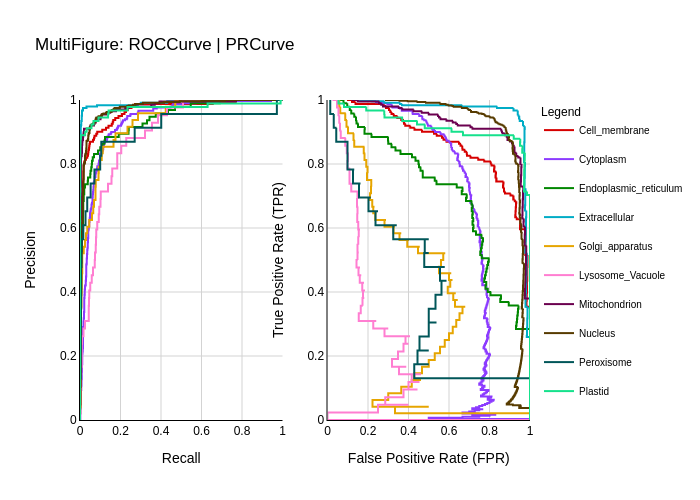 MultiFigure: ROCCurve | PRCurve
Precision
1
0.8
0.6
0.4
0.2
0
0 0.2 0.4 0.6 0.8 1
Recall
True Positive Rate (TPR)
1
0.8
0.6
0.4
0.2
0
0 0.2 0.4 0.6 0.8 1
False Positive Rate (FPR)
Legend
Cell_membrane
Cytoplasm
Endoplasmic_reticulum
Extracellular
Golgi_apparatus
Lysosome_Vacuole
Mitochondrion
Nucleus
Peroxisome
Plastid